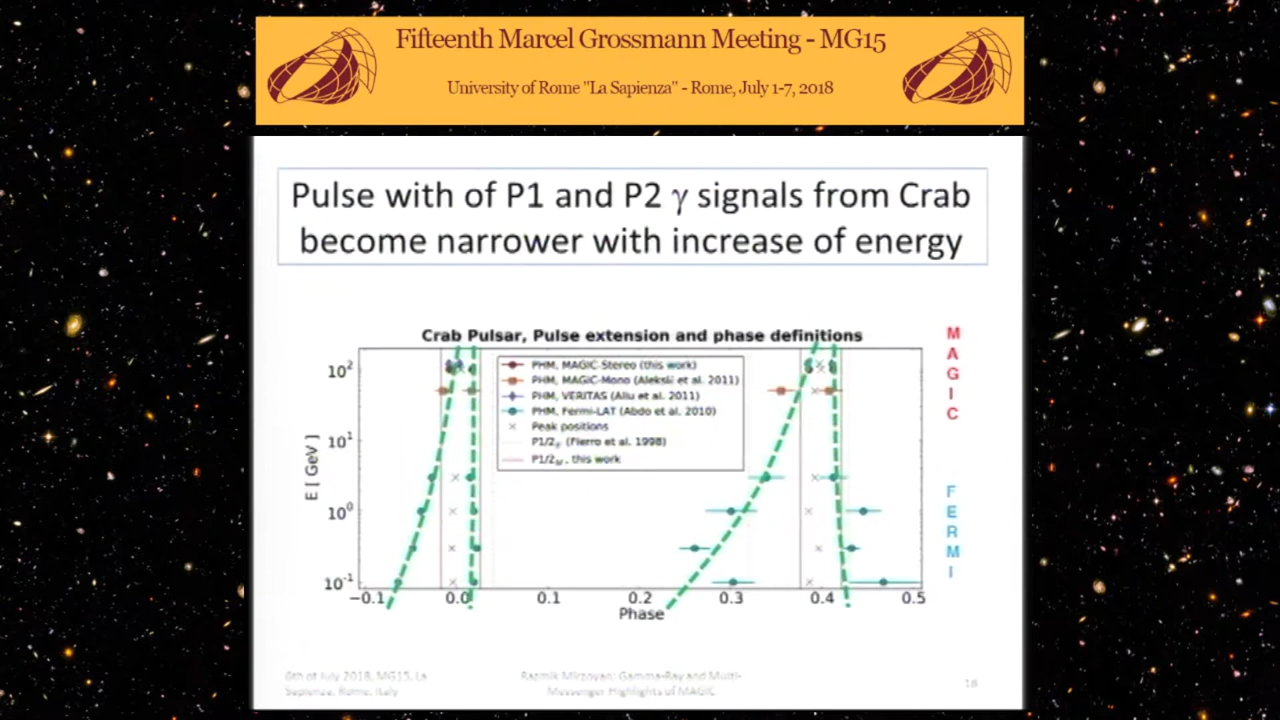 Fifteenth Marcel Grossmann Meeting - MG15
University of Rome "La Sapienza" - Rome, July 1-7, 2018
Pulse with of P1 and P2 γ signals from Crab
become narrower with increase of energy
Crab Pulsar, Pulse extension and phase definitions
PHM, MAGIC-Stereo (this work)
PHM, MAGIC-Mono (Aleksić et al. 2011)
PHM, VERITAS (Aliu et al. 2011)
PHM, Fermi-LAT (Abdo et al. 2010)
Peak positions
P1/2E (Fierro et al. 1998)
P1/2M, this work
E [ GeV ]
10²
10¹
10⁰
10⁻¹
−0.1 0.0 0.1 0.2 0.3 0.4 0.5
Phase
MAGIC
FERMI
6th of July 2018, MG15, La
Sapienza, Rome, Italy
Razmik Mirzoyan: Gamma-Ray and Multi-
Messenger Highlights of MAGIC